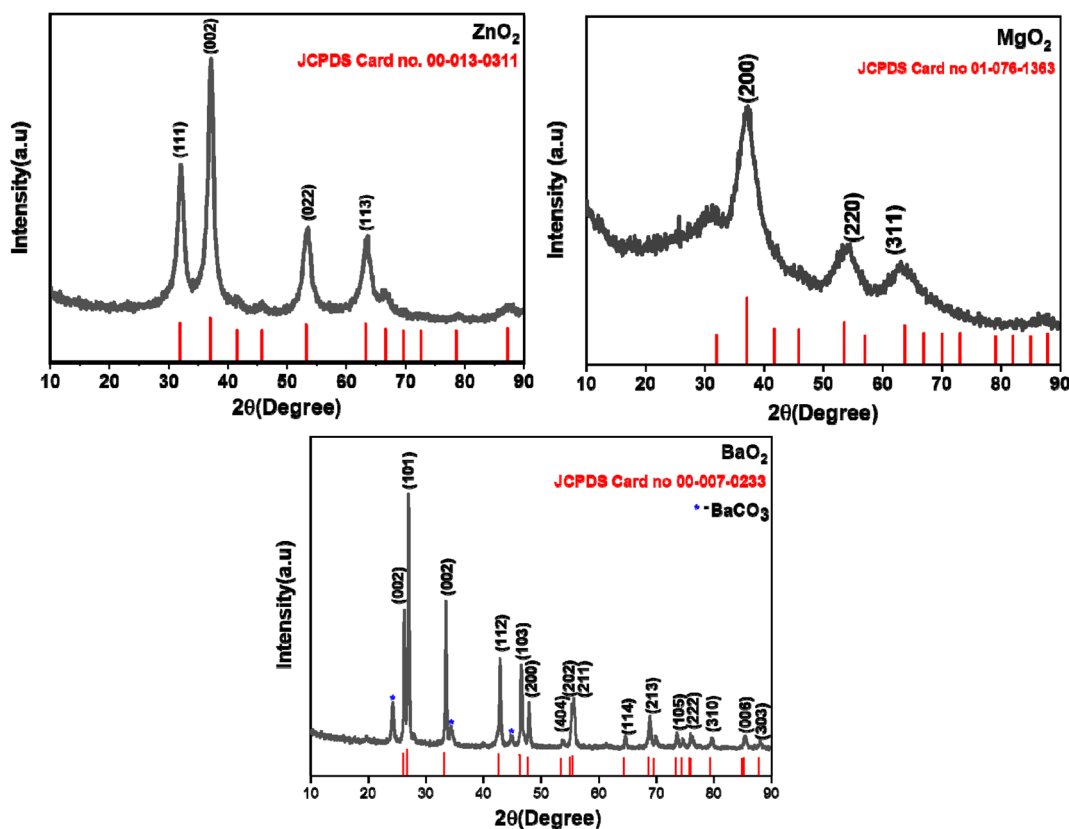 ZnO₂
JCPDS Card no. 00-013-0311
(111)
(002)
(022)
(113)
Intensity(a.u)
10 20 30 40 50 60 70 80 90
2θ(Degree)
MgO₂
JCPDS Card no 01-076-1363
(200)
(220)
(311)
Intensity (a.u)
10 20 30 40 50 60 70 80 90
2θ(Degree)
BaO₂
JCPDS Card no 00-007-0233
*-BaCO₃
*
(002)
(101)
(002)
*
(112)
*
(103)
(200)
(404)
(202)
(211)
(114)
(213)
(105)
(222)
(310)
(006)
(303)
Intensity(a.u)
10 20 30 40 50 60 70 80 90
2θ(Degree)